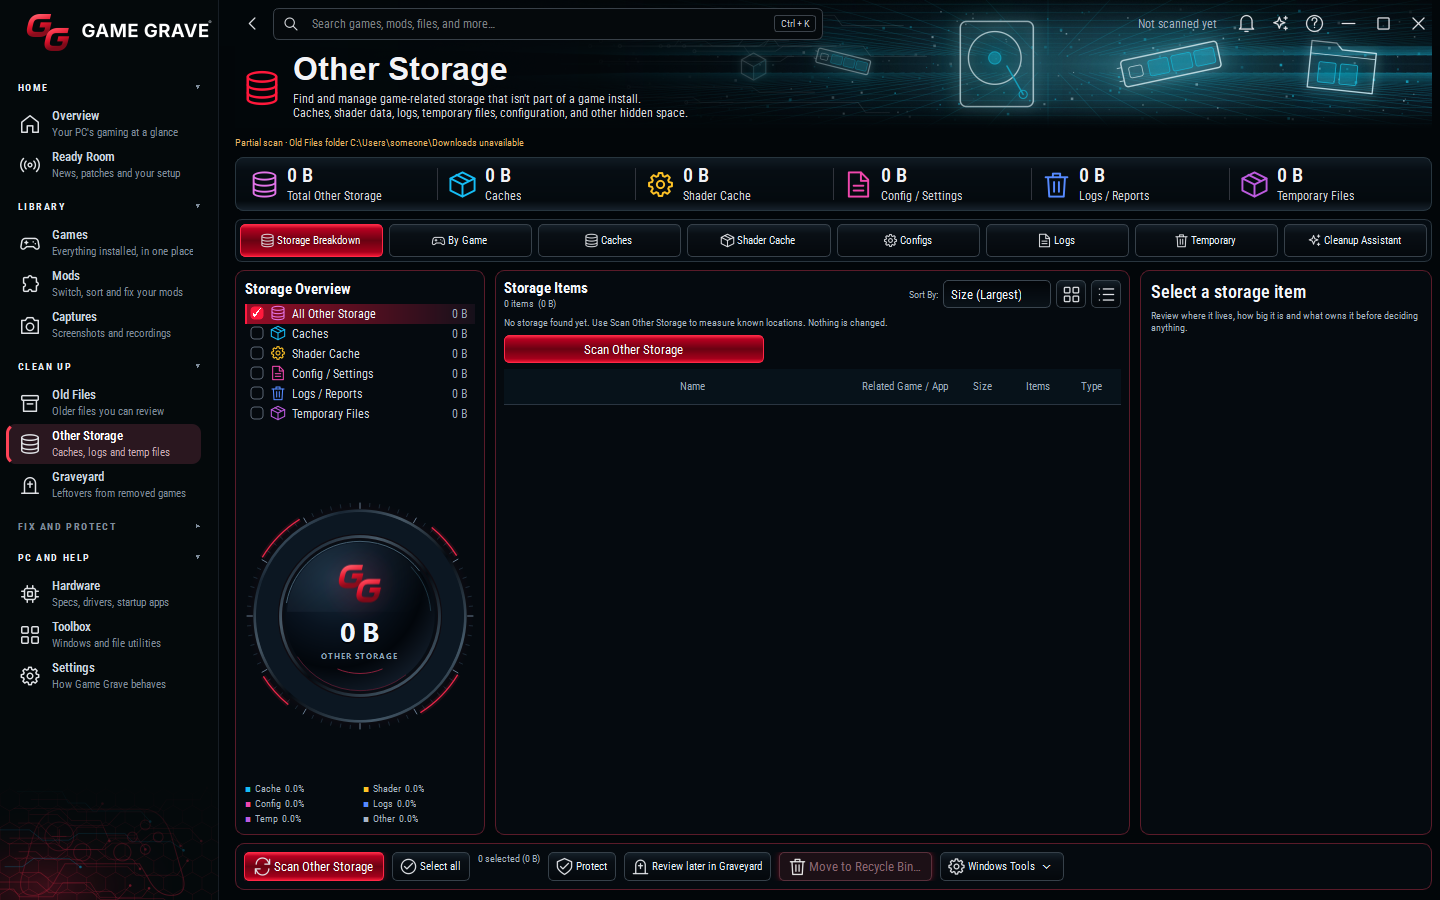 GAME GRAVE
HOME
Overview
Your PC's gaming at a glance
Ready Room
News, patches and your setup
LIBRARY
Games
Everything installed, in one place
Mods
Switch, sort and fix your mods
Captures
Screenshots and recordings
CLEAN UP
Old Files
Older files you can review
Other Storage
Caches, logs and temp files
Graveyard
Leftovers from removed games
FIX AND PROTECT
PC AND HELP
Hardware
Specs, drivers, startup apps
Toolbox
Windows and file utilities
Settings
How Game Grave behaves
Search games, mods, files, and more...
Ctrl + K
Not scanned yet
Other Storage
Find and manage game-related storage that isn't part of a game install.
Caches, shader data, logs, temporary files, configuration, and other hidden space.
Partial scan · Old Files folder C:\Users\someone\Downloads unavailable
0 B
Total Other Storage
0 B
Caches
0 B
Shader Cache
0 B
Config / Settings
0 B
Logs / Reports
0 B
Temporary Files
Storage Breakdown
By Game
Caches
Shader Cache
Configs
Logs
Temporary
Cleanup Assistant
Storage Overview
All Other Storage 0 B
Caches 0 B
Shader Cache 0 B
Config / Settings 0 B
Logs / Reports 0 B
Temporary Files 0 B
GG
0 B
OTHER STORAGE
Cache 0.0% Shader 0.0%
Config 0.0% Logs 0.0%
Temp 0.0% Other 0.0%
Storage Items
0 items (0 B)
Sort By: Size (Largest)
No storage found yet. Use Scan Other Storage to measure known locations. Nothing is changed.
Scan Other Storage
Name Related Game / App Size Items Type
Select a storage item
Review where it lives, how big it is and what owns it before deciding
anything.
Scan Other Storage
Select all
0 selected (0 B)
Protect
Review later in Graveyard
Move to Recycle Bin...
Windows Tools